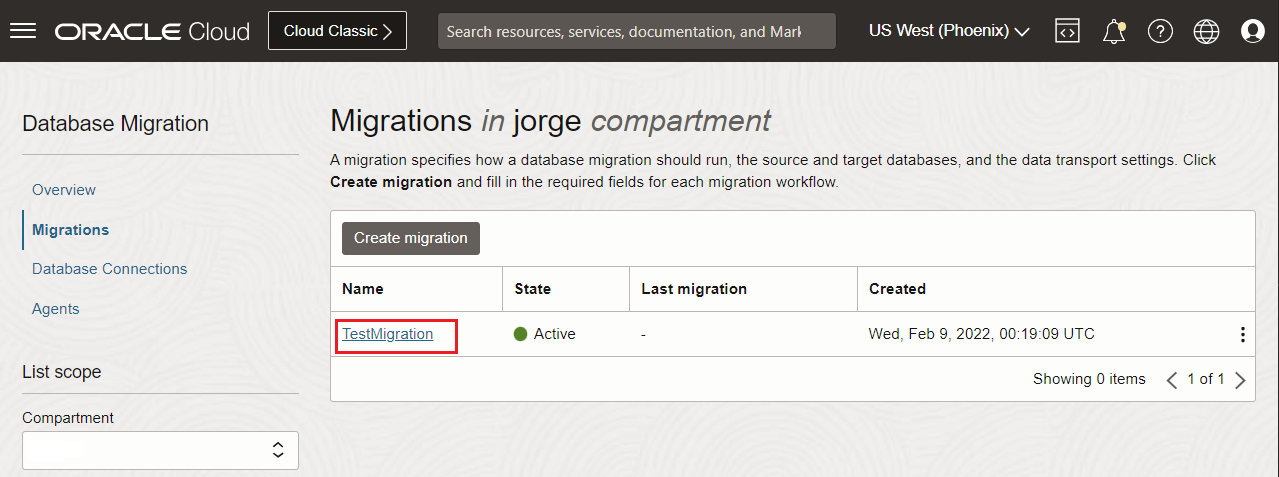 ORACLE Cloud
Cloud Classic
Search resources, services, documentation, and Mark
US West (Phoenix)
Database Migration
Overview
Migrations
Database Connections
Agents
List scope
Compartment
Migrations in jorge compartment
A migration specifies how a database migration should run, the source and target databases, and the data transport settings. Click
Create migration and fill in the required fields for each migration workflow.
Create migration
Name State Last migration Created
TestMigration Active - Wed, Feb 9, 2022, 00:19:09 UTC
Showing 0 items 1 of 1